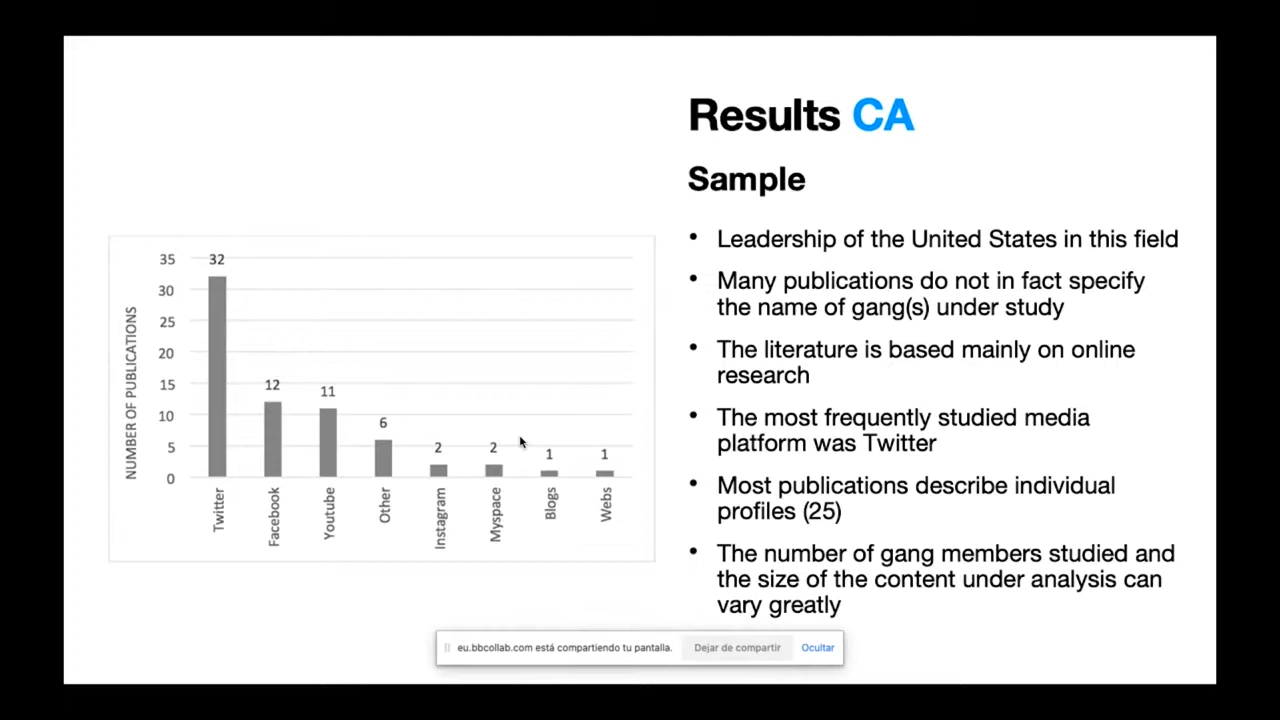 Results CA
Sample
• Leadership of the United States in this field
• Many publications do not in fact specify
the name of gang(s) under study
• The literature is based mainly on online
research
• The most frequently studied media
platform was Twitter
• Most publications describe individual
profiles (25)
• The number of gang members studied and
the size of the content under analysis can
vary greatly
NUMBER OF PUBLICATIONS
35
30
25
20
15
10
5
0
32
12
11
6
2
2
1
1
Twitter
Facebook
Youtube
Other
Instagram
Myspace
Blogs
Webs
eu.bbcollab.com está compartiendo tu pantalla.
Dejar de compartir
Ocultar